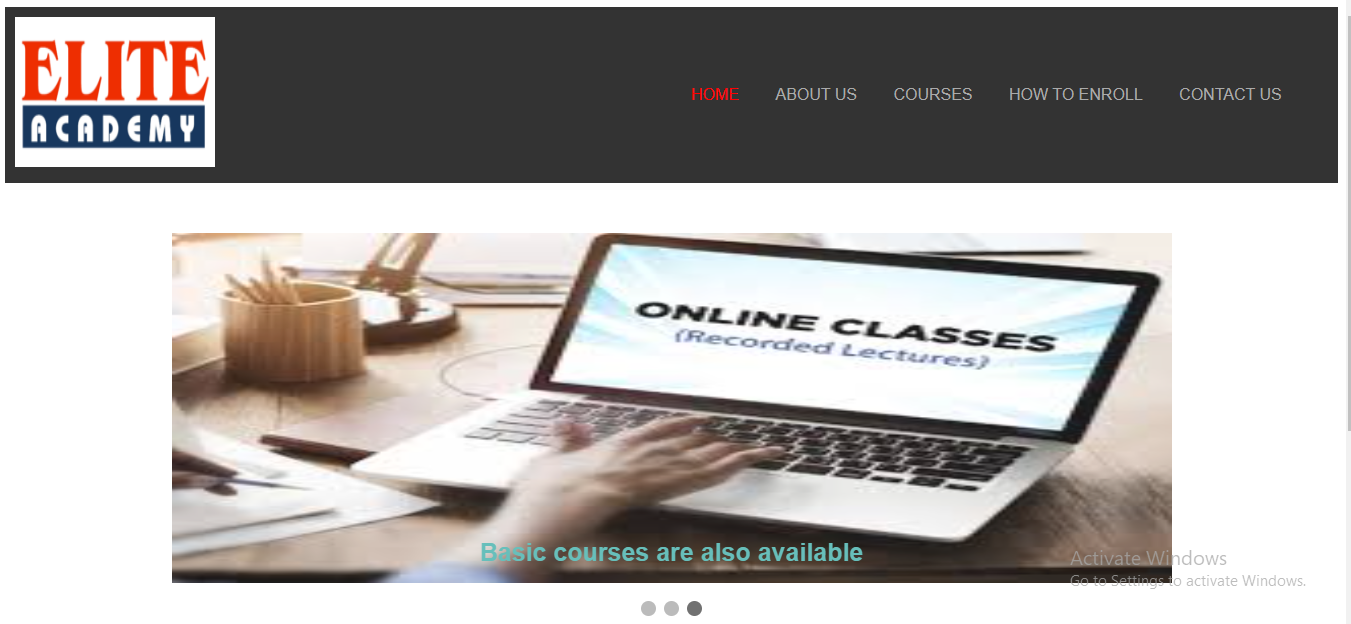 ELITE
ACADEMY
HOME ABOUT US COURSES HOW TO ENROLL CONTACT US
ONLINE CLASSES
(Recorded Lectures)
Basic courses are also available
Activate Windows
Go to Settings to activate Windows.